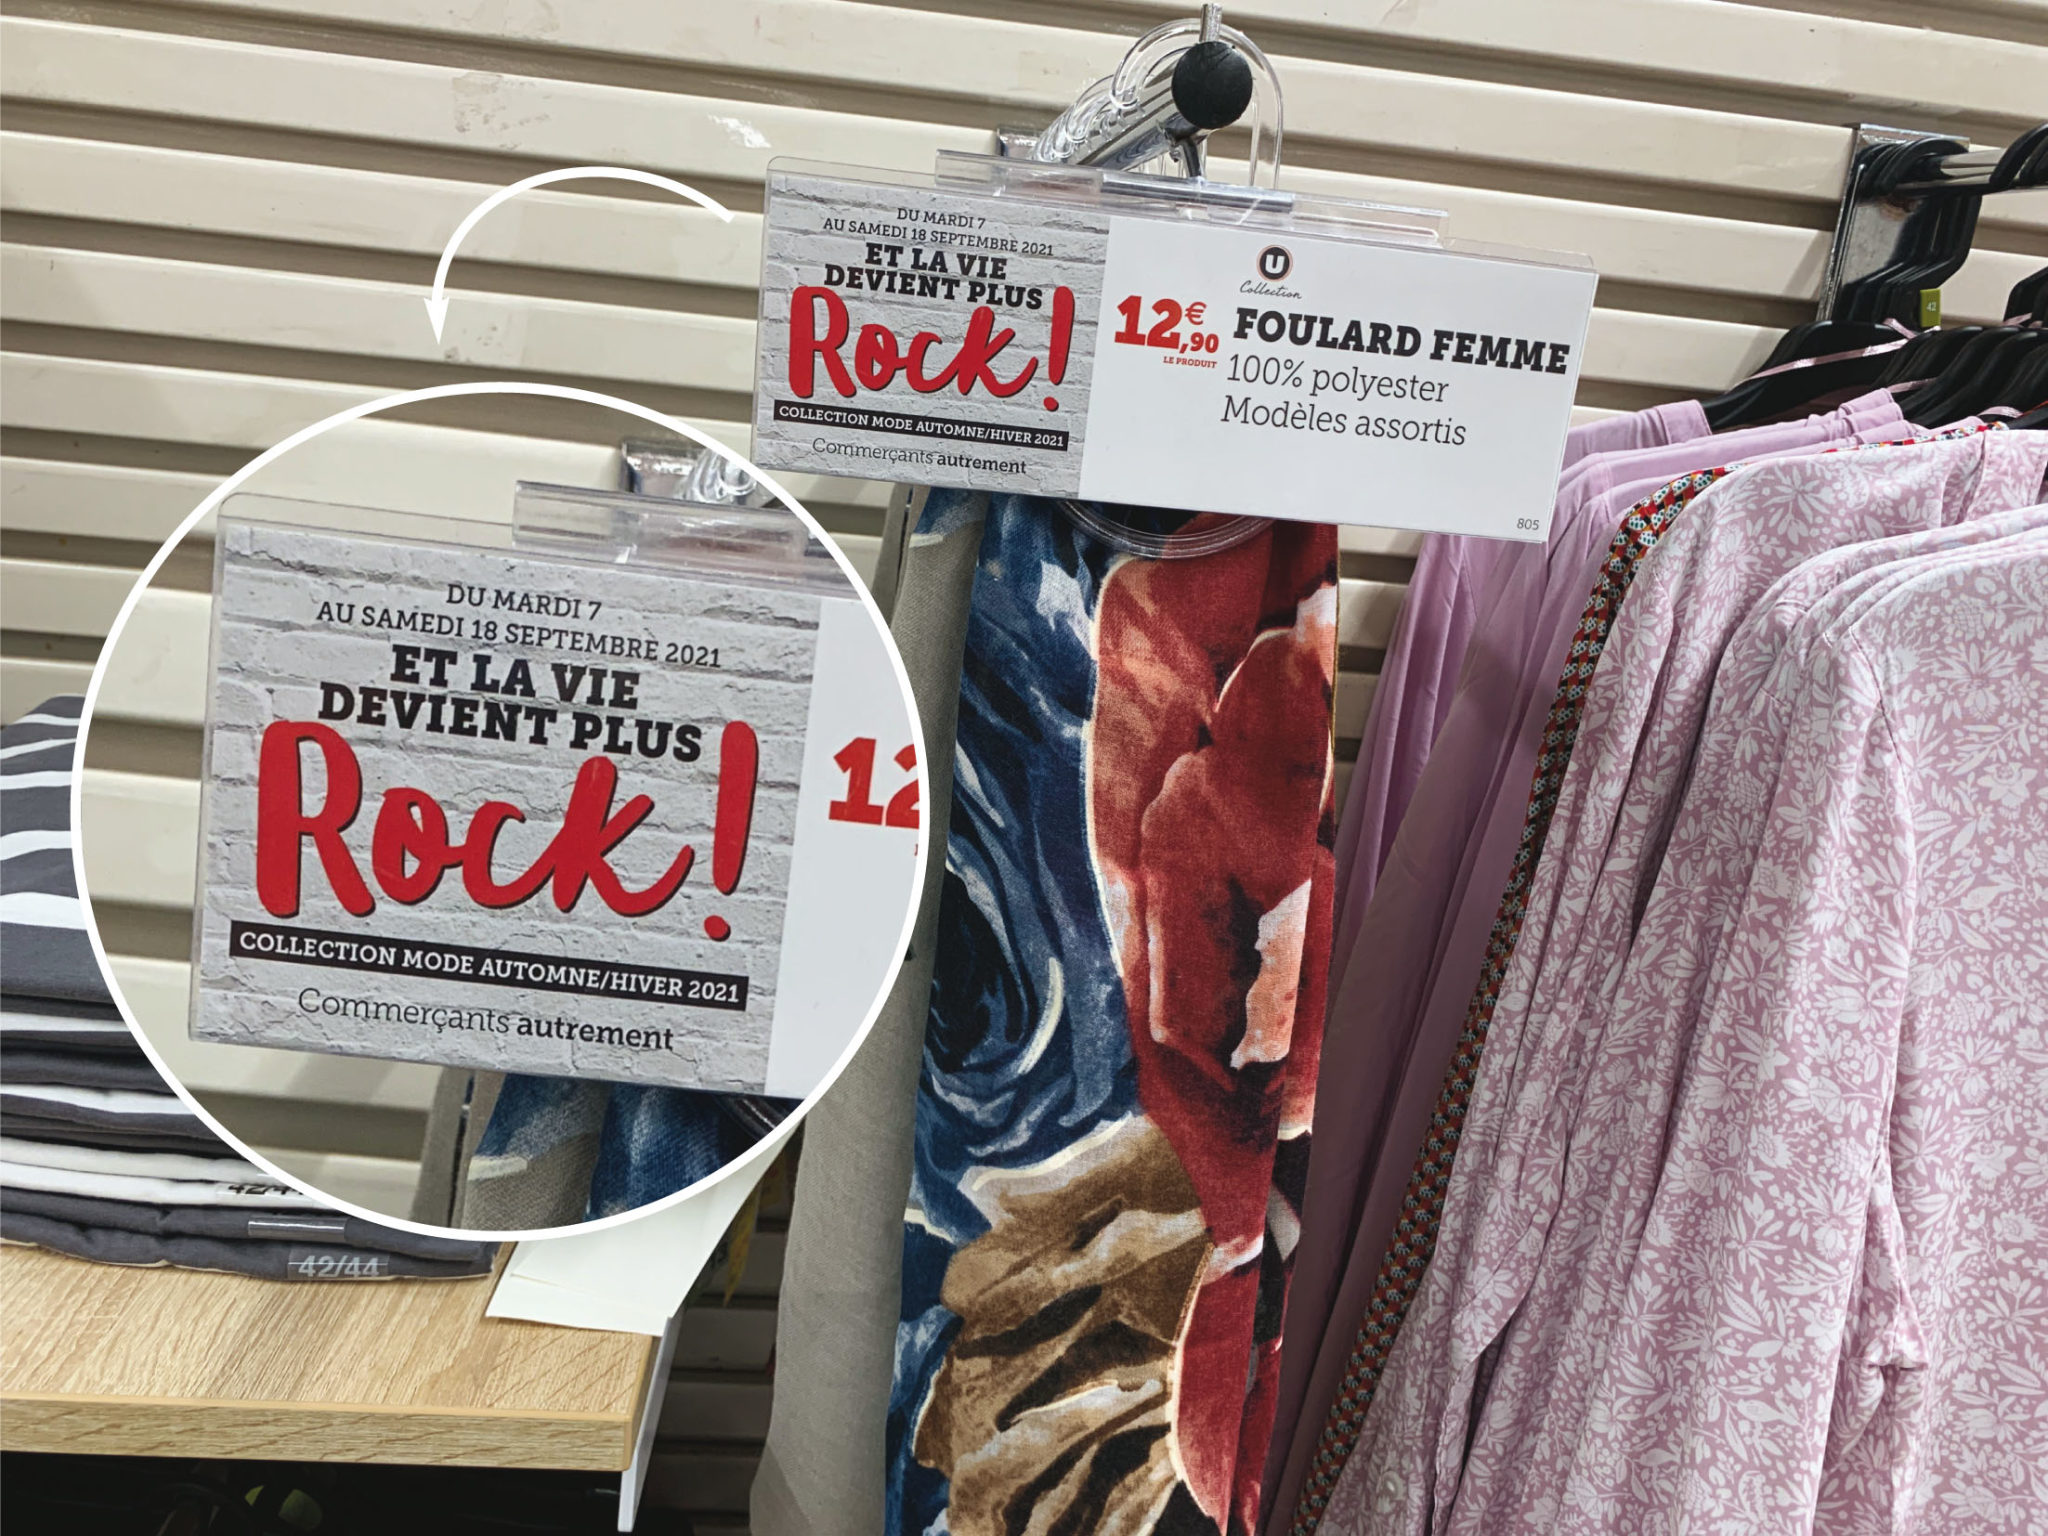 DU MARDI 7
AU SAMEDI 18 SEPTEMBRE 2021
ET LA VIE
DEVIENT PLUS
Rock!
COLLECTION MODE AUTOMNE/HIVER 2021
Commerçants autrement
U
Collection
12€,90
LE PRODUIT
FOULARD FEMME
100% polyester
Modèles assortis
805
42
DU MARDI 7
AU SAMEDI 18 SEPTEMBRE 2021
ET LA VIE
DEVIENT PLUS
Rock!
12
COLLECTION MODE AUTOMNE/HIVER 2021
Commerçants autrement
42/44